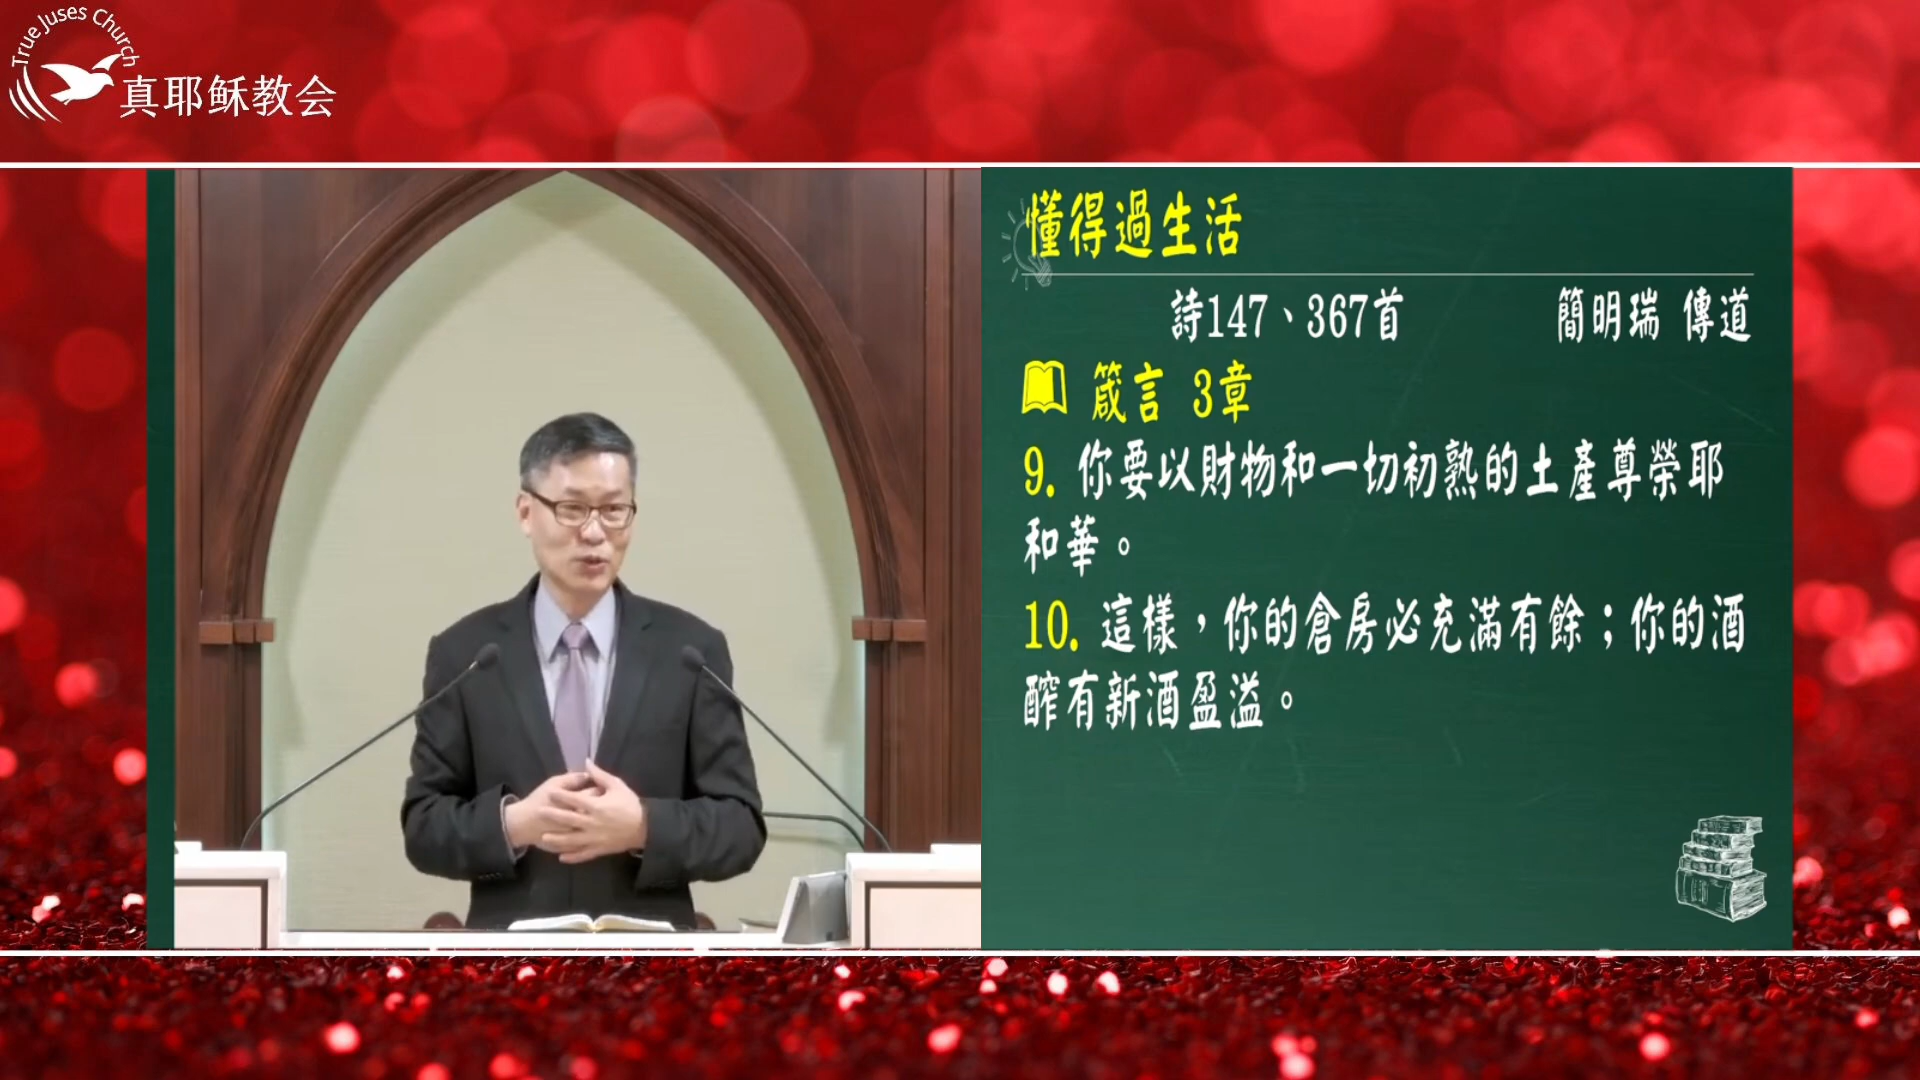 True Juses Church
真耶稣教会
懂得過生活
詩147、367首 簡明瑞 傳道
箴言 3章
9. 你要以財物和一切初熟的土產尊榮耶
和華。
10. 這樣，你的倉房必充滿有餘；你的酒
醡有新酒盈溢。